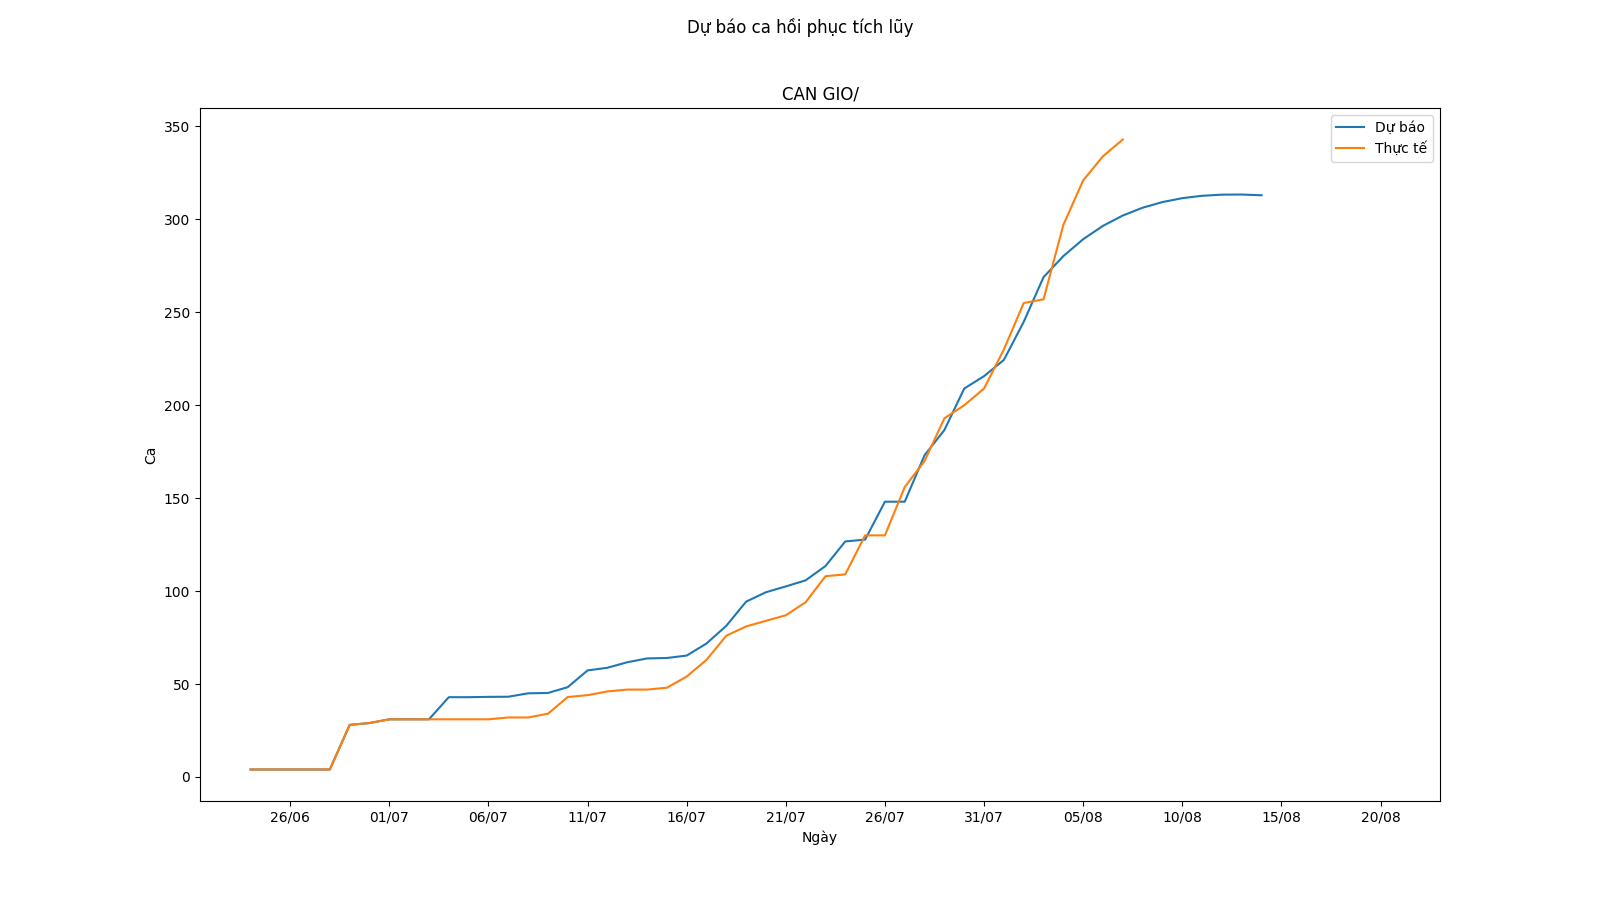 Dự báo ca hồi phục tích lũy
CAN GIO/
Dự báo
Thực tế
Ca
350
300
250
200
150
100
50
0
26/06 01/07 06/07 11/07 16/07 21/07 26/07 31/07 05/08 10/08 15/08 20/08
Ngày